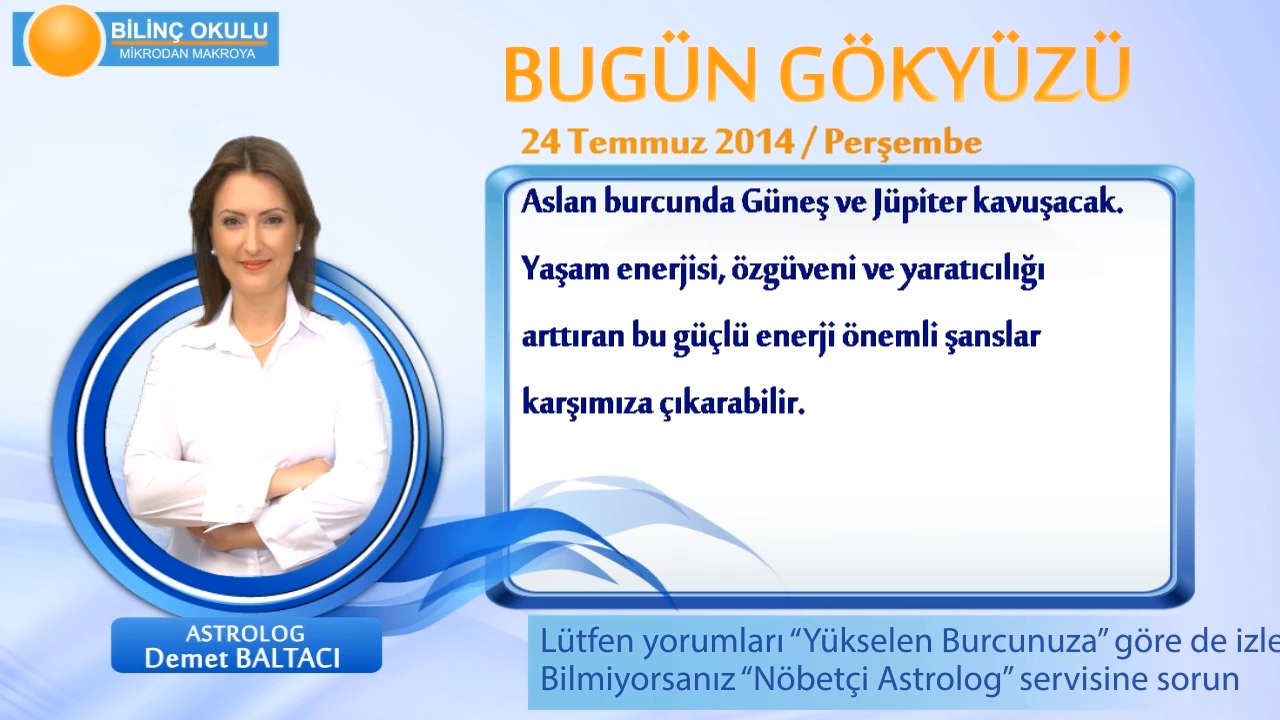 BİLİNÇ OKULU
MİKRODAN MAKROYA
BUGÜN GÖKYÜZÜ
24 Temmuz 2014 / Perşembe
Aslan burcunda Güneş ve Jüpiter kavuşacak.
Yaşam enerjisi, özgüveni ve yaratıcılığı
arttıran bu güçlü enerji önemli şanslar
karşımıza çıkarabilir.
ASTROLOG
Demet BALTACI
Lütfen yorumları “Yükselen Burcunuza” göre de izle
Bilmiyorsanız “Nöbetçi Astrolog” servisine sorun